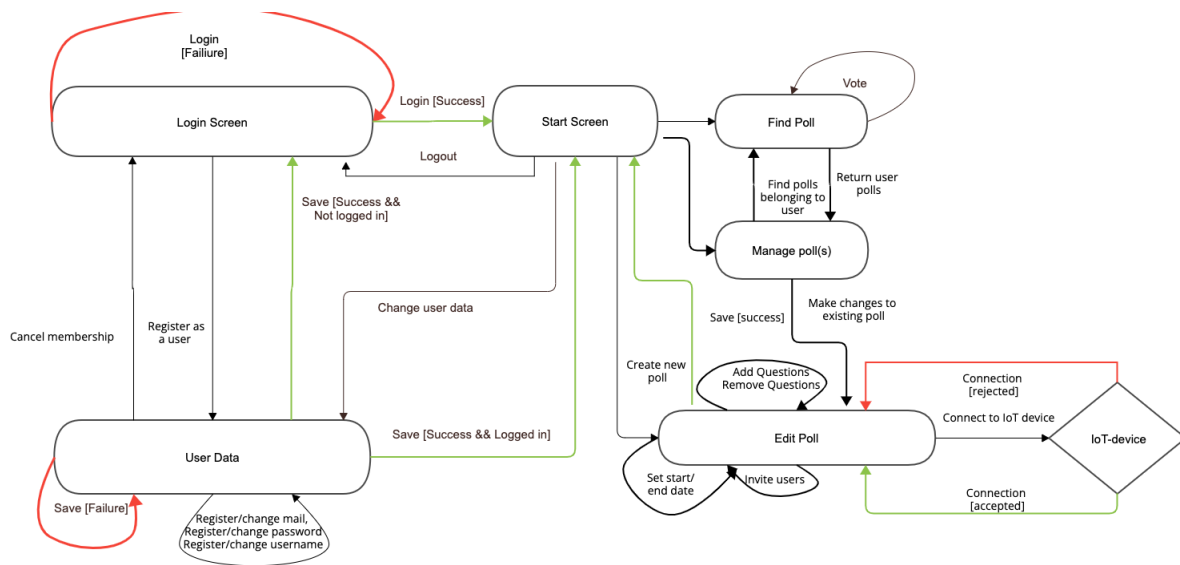 Login
[Failiure]
Login Screen
Login [Success]
Start Screen
Find Poll
Vote
Logout
Save [Success &&
Not logged in]
Find polls
belonging to
user
Return user
polls
Manage poll(s)
Change user data
Cancel membership
Register as
a user
Save [success]
Make changes to
existing poll
Create new
poll
Add Questions
Remove Questions
Connection
[rejected]
Connect to IoT device
IoT-device
Edit Poll
Save [Success && Logged in]
User Data
Set start/
end date
Invite users
Connection
[accepted]
Save [Failure]
Register/change mail,
Register/change password
Register/change username